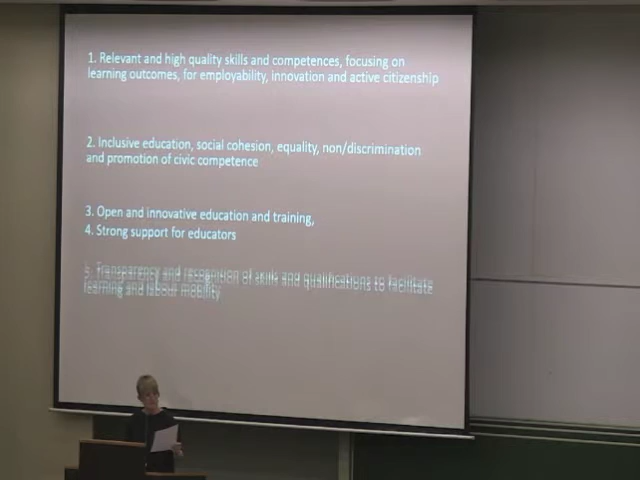 1. Relevant and high quality skills and competences, focusing on
learning outcomes, for employability, innovation and active citizenship
2. Inclusive education, social cohesion, equality, non/discrimination
and promotion of civic competence
3. Open and innovative education and training,
4. Strong support for educators
5. Transparency and recognition of skills and qualifications to facilitate
learning and labour mobility